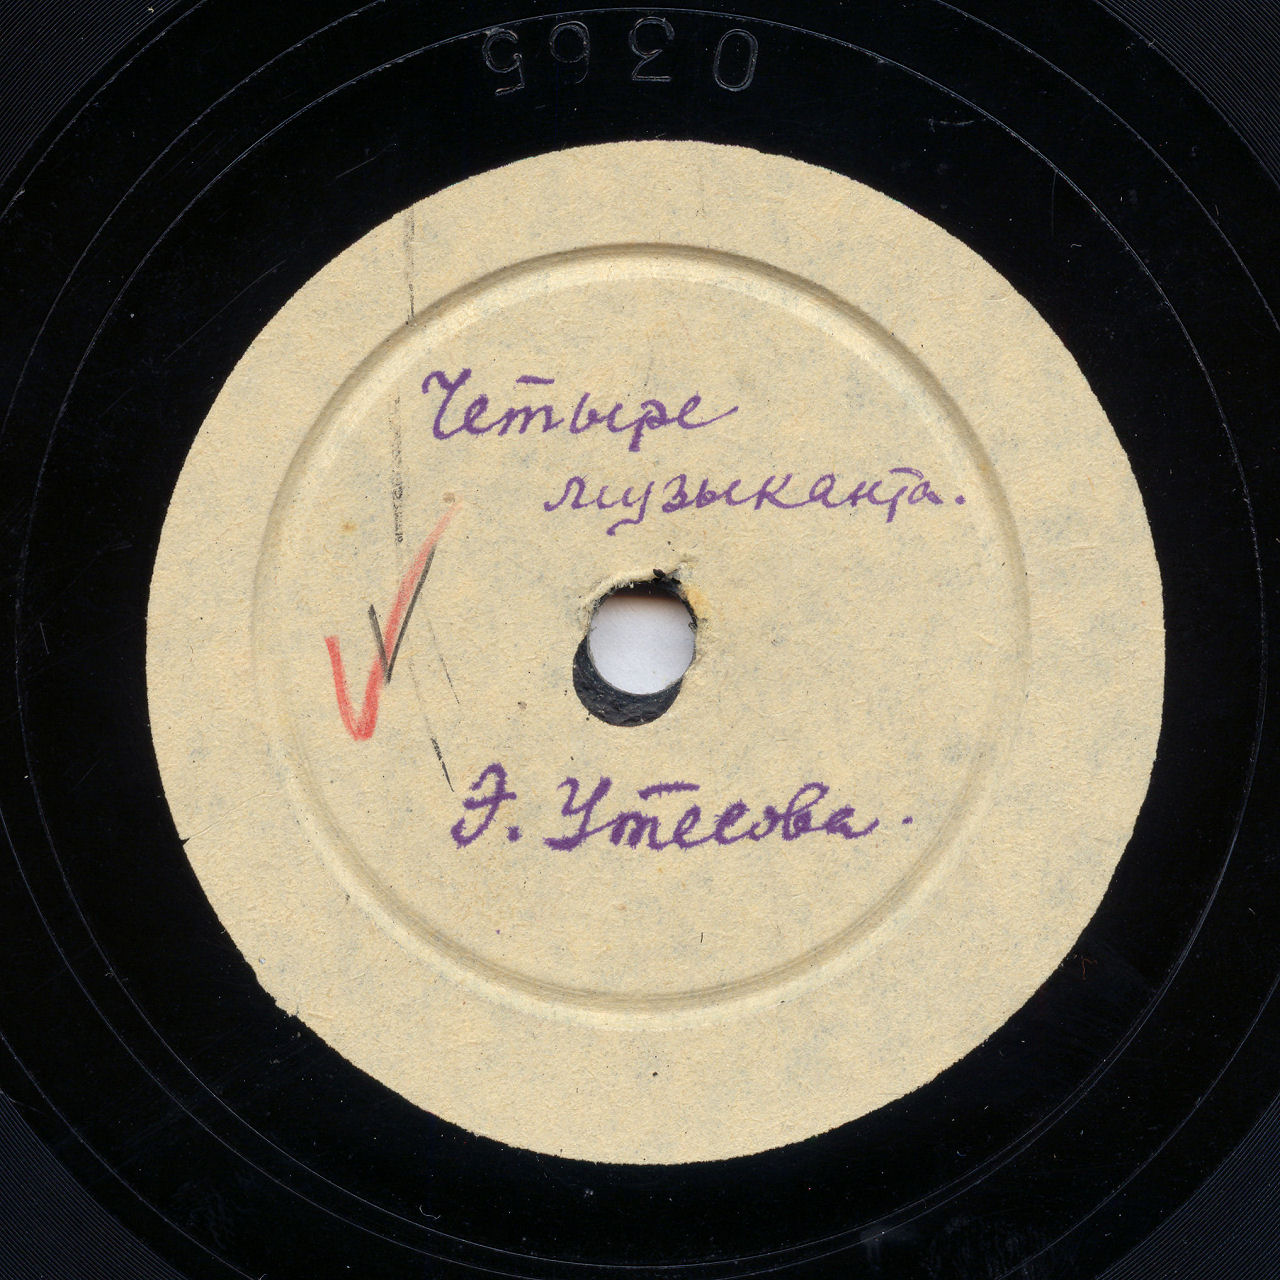 0365
Четыре
музыканта.
Э. Утесова.